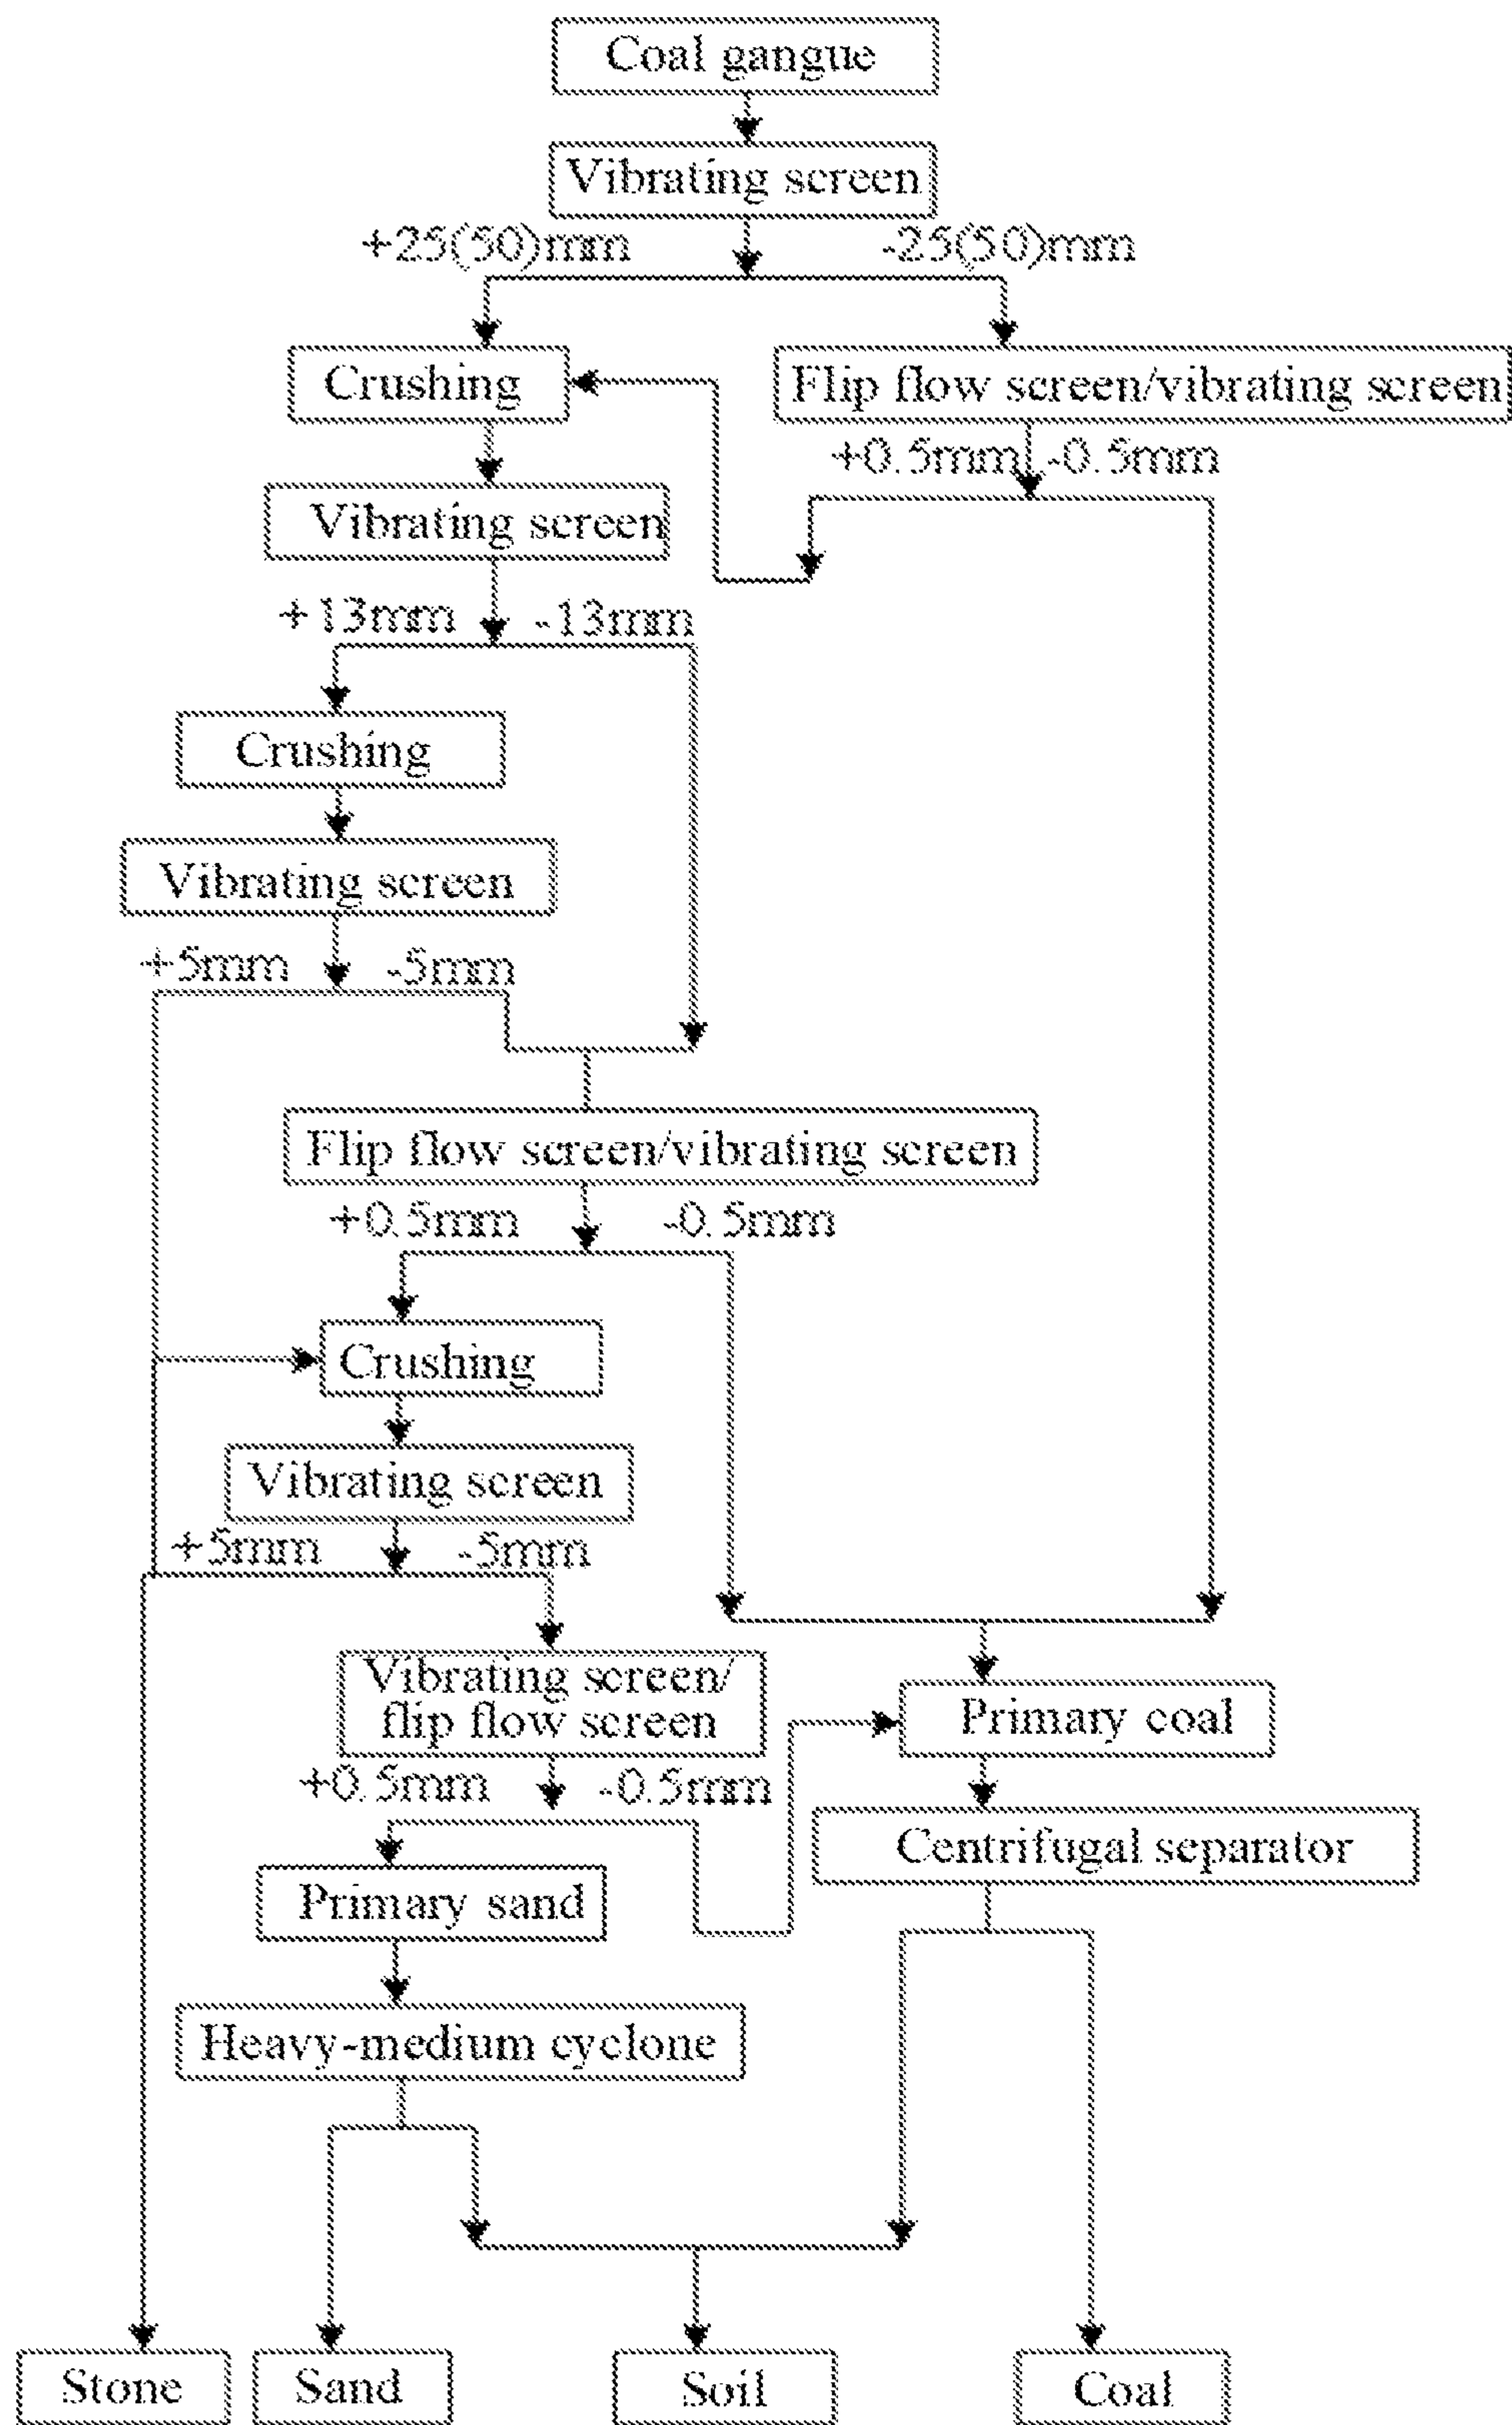 Coal gangue
Vibrating screen
+25(50)mm
-25(50)mm
Crushing
Flip flow screen/vibrating screen
+0.5mm
-0.5mm
Vibrating screen
+13mm
-13mm
Crushing
Vibrating screen
+5mm
-5mm
Flip flow screen/vibrating screen
+0.5mm
-0.5mm
Crushing
Vibrating screen
+5mm
-5mm
Vibrating screen/
flip flow screen
Primary coal
+0.5mm
-0.5mm
Centrifugal separator
Primary sand
Heavy-medium cyclone
Stone
Sand
Soil
Coal